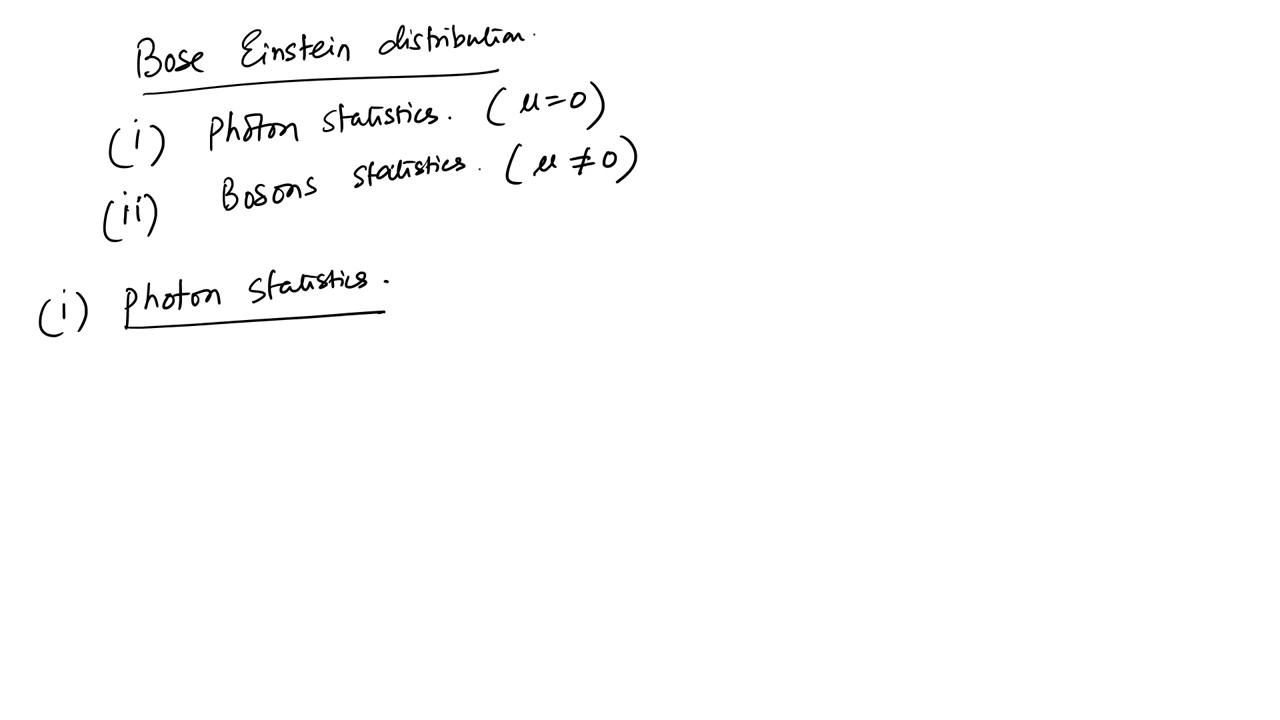 Bose Einstein distribution.
(i) Photon statistics. (μ=0)
(ii) Bosons statistics. (μ≠0)
(i) Photon statistics.